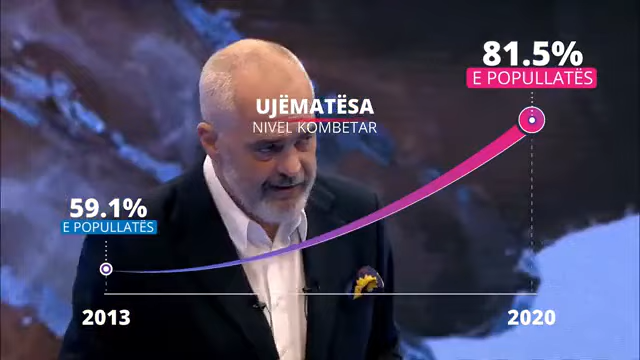 81.5%
E POPULLATËS
UJËMATËSA
NIVEL KOMBETAR
59.1%
E POPULLATËS
2013
2020